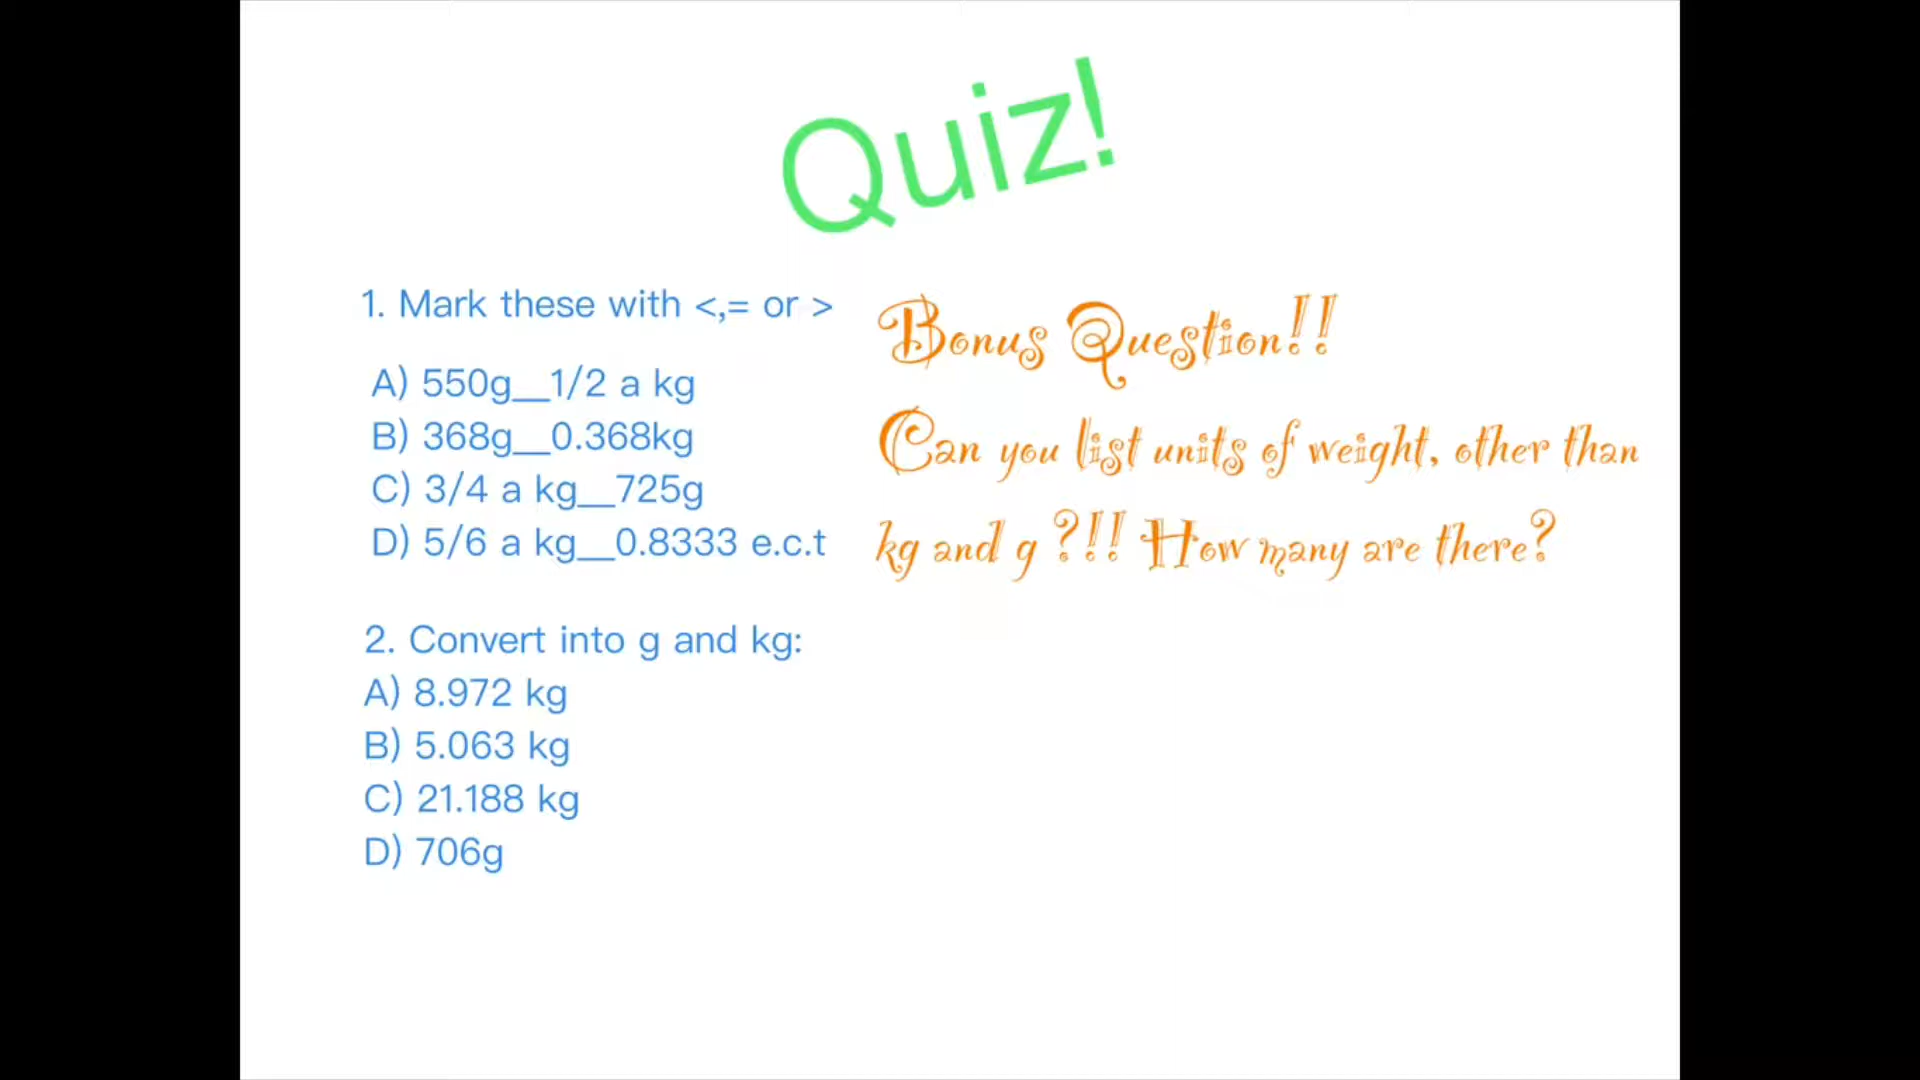 Quiz!
1. Mark these with <,= or >
A) 550g__1/2 a kg
B) 368g__0.368kg
C) 3/4 a kg__725g
D) 5/6 a kg__0.8333 e.c.t
2. Convert into g and kg:
A) 8.972 kg
B) 5.063 kg
C) 21.188 kg
D) 706g
Bonus Question!!
Can you list units of weight, other than
kg and g ?!! How many are there?